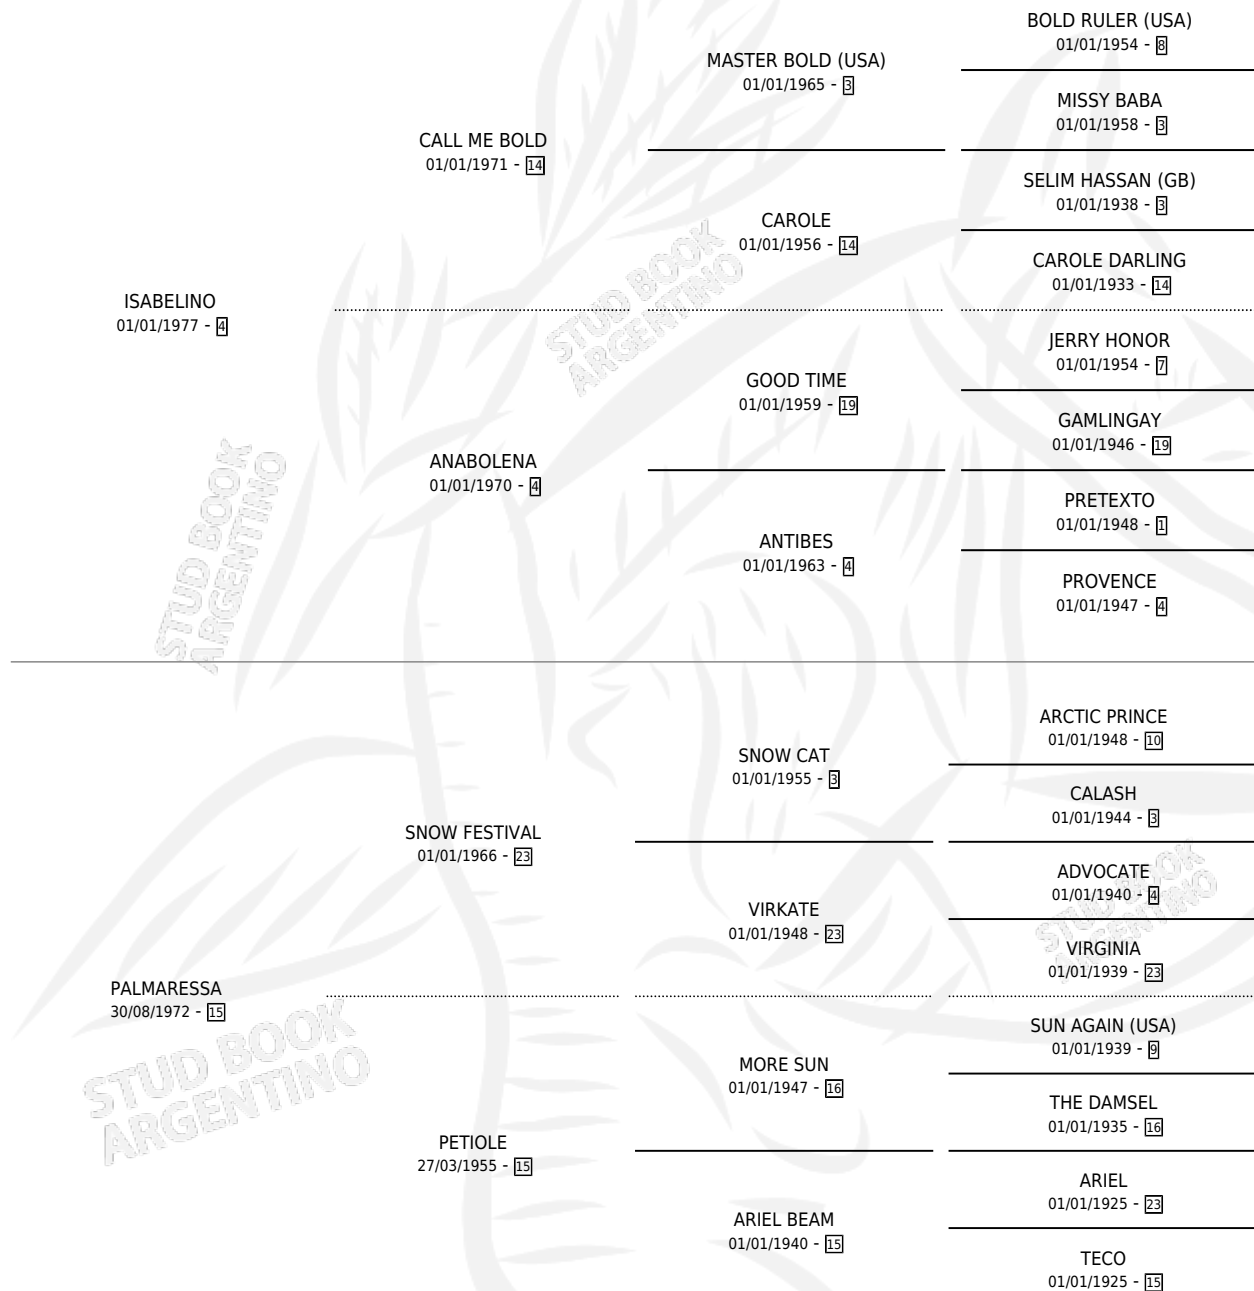 BOLD RULER (USA)
01/01/1954 - 8
MASTER BOLD (USA)
01/01/1965 - 3
MISSY BABA
01/01/1958 - 3
CALL ME BOLD
01/01/1971 - 14
SELIM HASSAN (GB)
01/01/1938 - 3
CAROLE
01/01/1956 - 14
CAROLE DARLING
01/01/1933 - 14
ISABELINO
01/01/1977 - 4
JERRY HONOR
01/01/1954 - 7
GOOD TIME
01/01/1959 - 19
GAMLINGAY
01/01/1946 - 19
ANABOLENA
01/01/1970 - 4
PRETEXTO
01/01/1948 - 1
ANTIBES
01/01/1963 - 4
PROVENCE
01/01/1947 - 4
ARCTIC PRINCE
01/01/1948 - 10
SNOW CAT
01/01/1955 - 3
CALASH
01/01/1944 - 3
SNOW FESTIVAL
01/01/1966 - 23
ADVOCATE
01/01/1940 - 4
VIRKATE
01/01/1948 - 23
VIRGINIA
01/01/1939 - 23
PALMARESSA
30/08/1972 - 15
SUN AGAIN (USA)
01/01/1939 - 9
MORE SUN
01/01/1947 - 16
THE DAMSEL
01/01/1935 - 16
PETIOLE
27/03/1955 - 15
ARIEL
01/01/1925 - 23
ARIEL BEAM
01/01/1940 - 15
TECO
01/01/1925 - 15
STUD BOOK
ARGENTINO
STUD BOOK
ARGENTINO
STUD BOOK
ARGENTINO
STUD BOOK
ARGENTINO